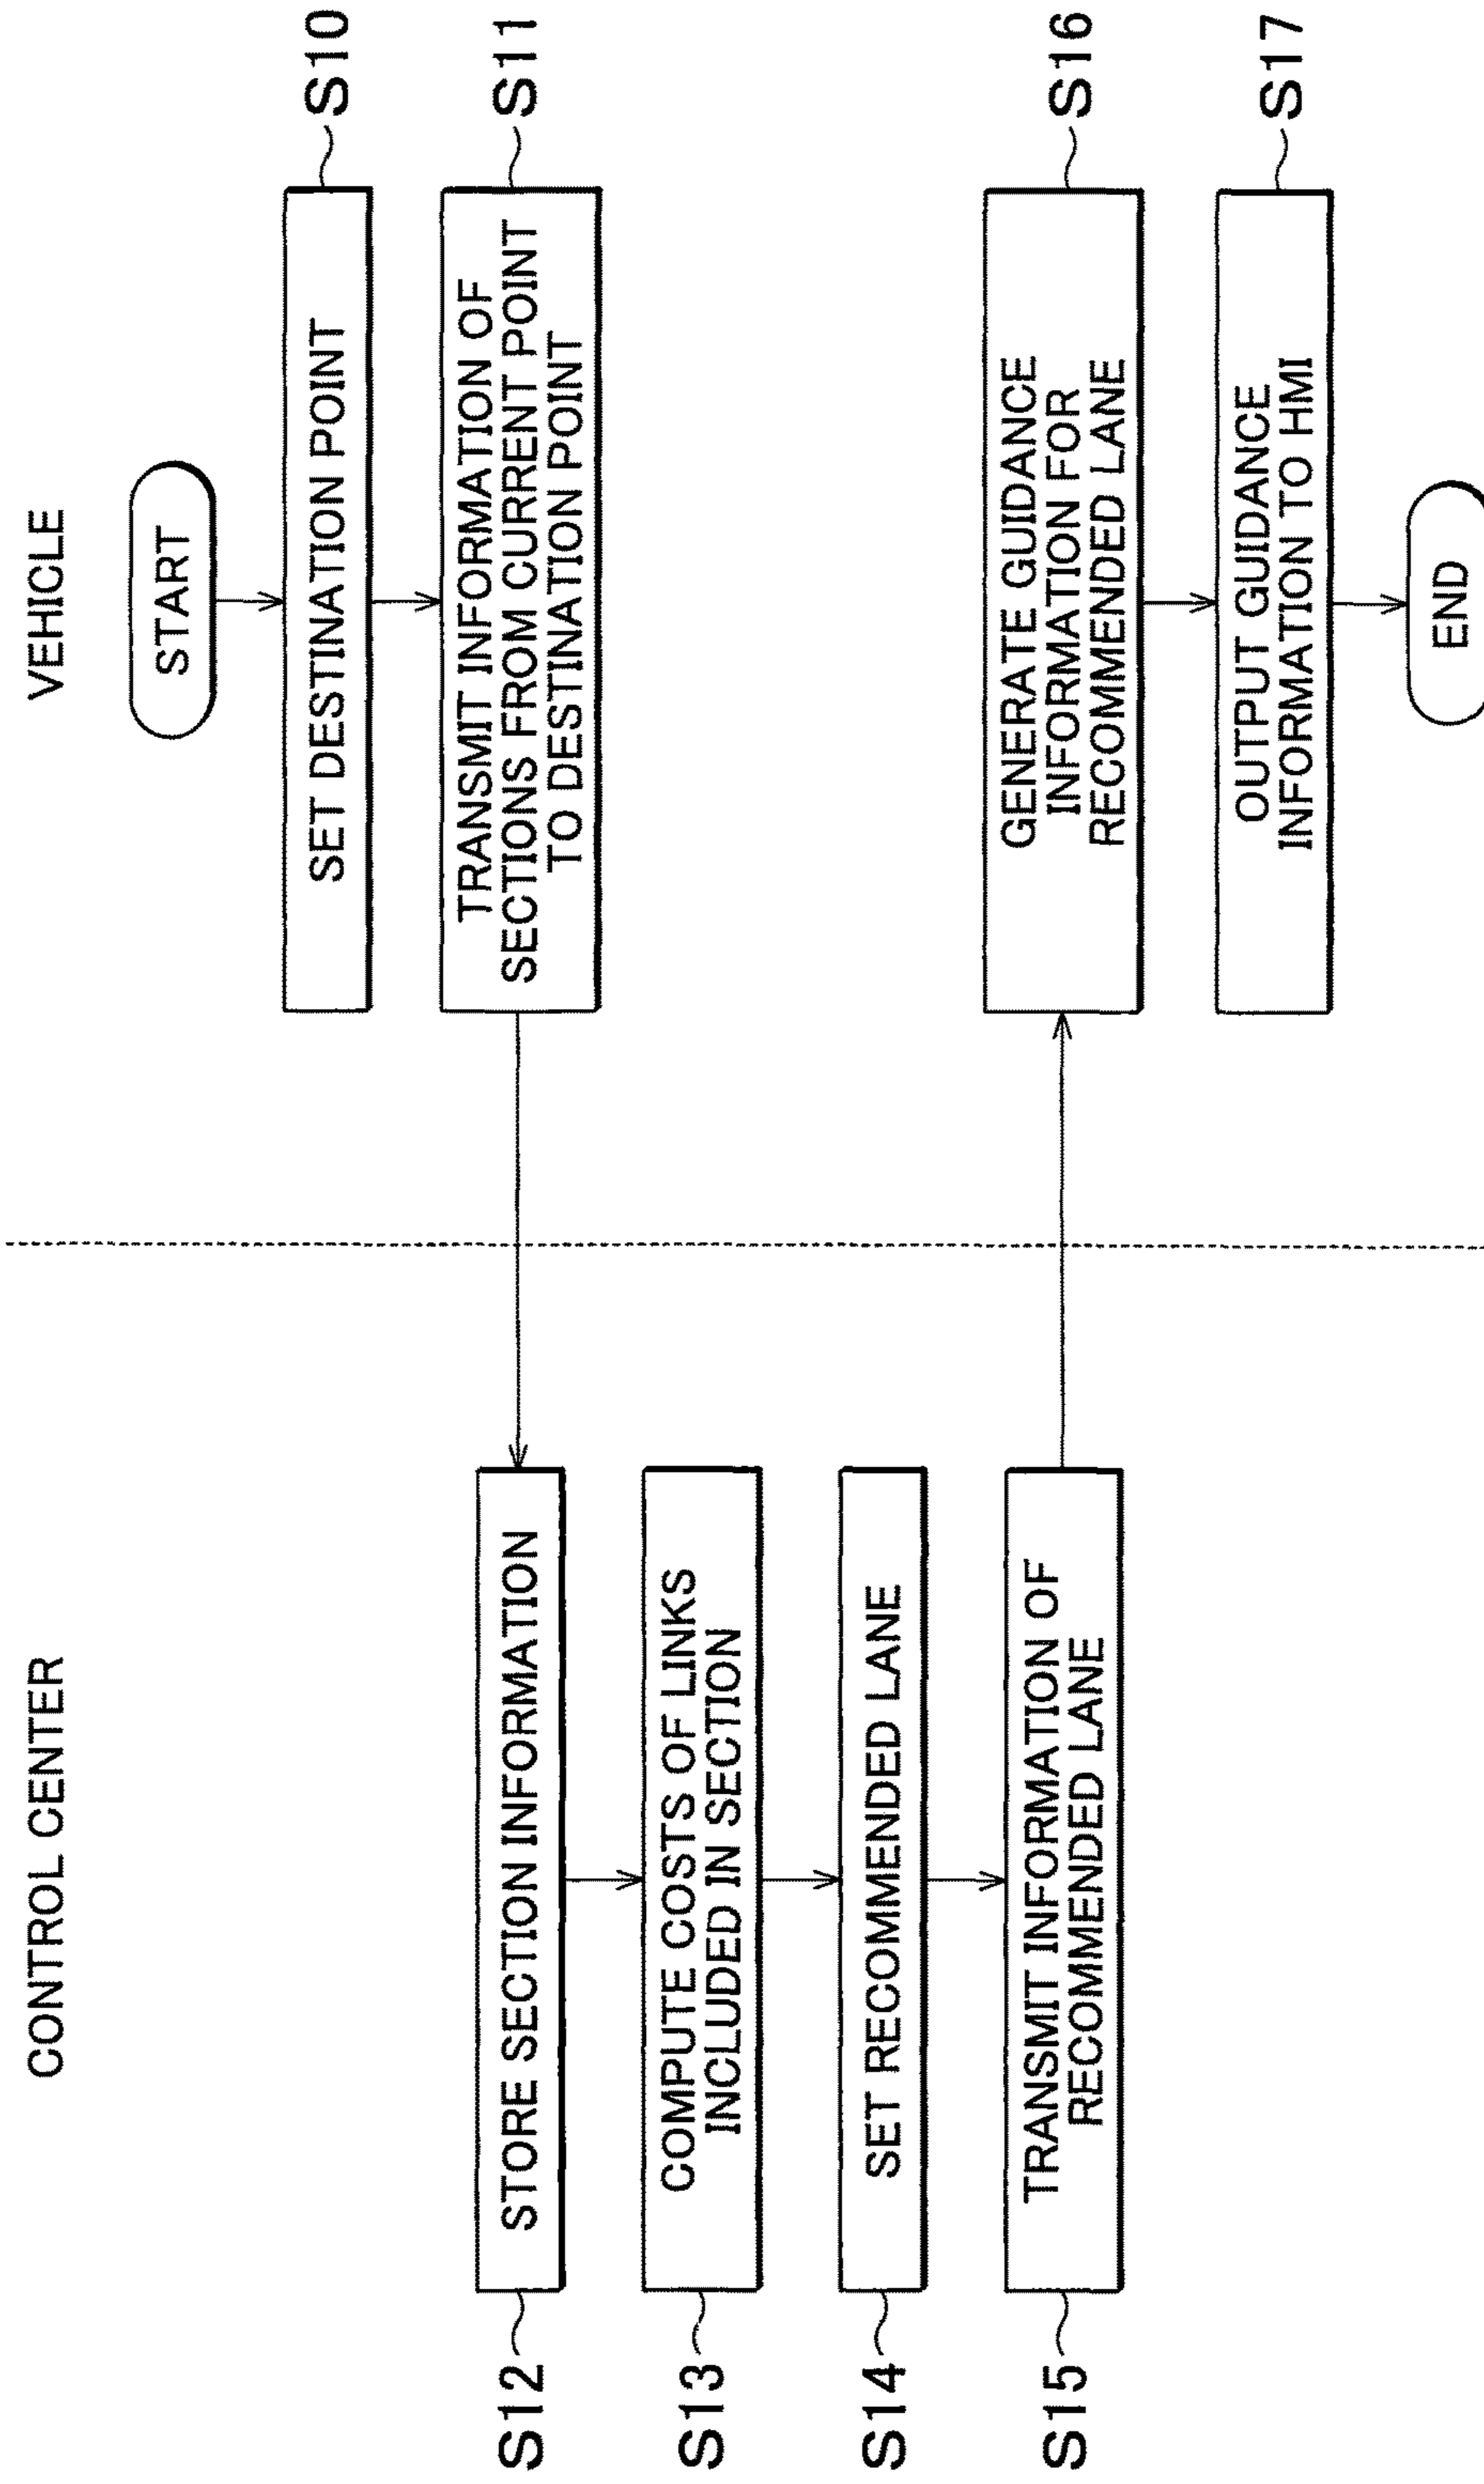 CONTROL CENTER
VEHICLE
START
SET DESTINATION POINT
S10
TRANSMIT INFORMATION OF
SECTIONS FROM CURRENT POINT
TO DESTINATION POINT
S11
S12
STORE SECTION INFORMATION
S13
COMPUTE COSTS OF LINKS
INCLUDED IN SECTION
S14
SET RECOMMENDED LANE
S15
TRANSMIT INFORMATION OF
RECOMMENDED LANE
GENERATE GUIDANCE
INFORMATION FOR
RECOMMENDED LANE
S16
OUTPUT GUIDANCE
INFORMATION TO HMI
S17
END